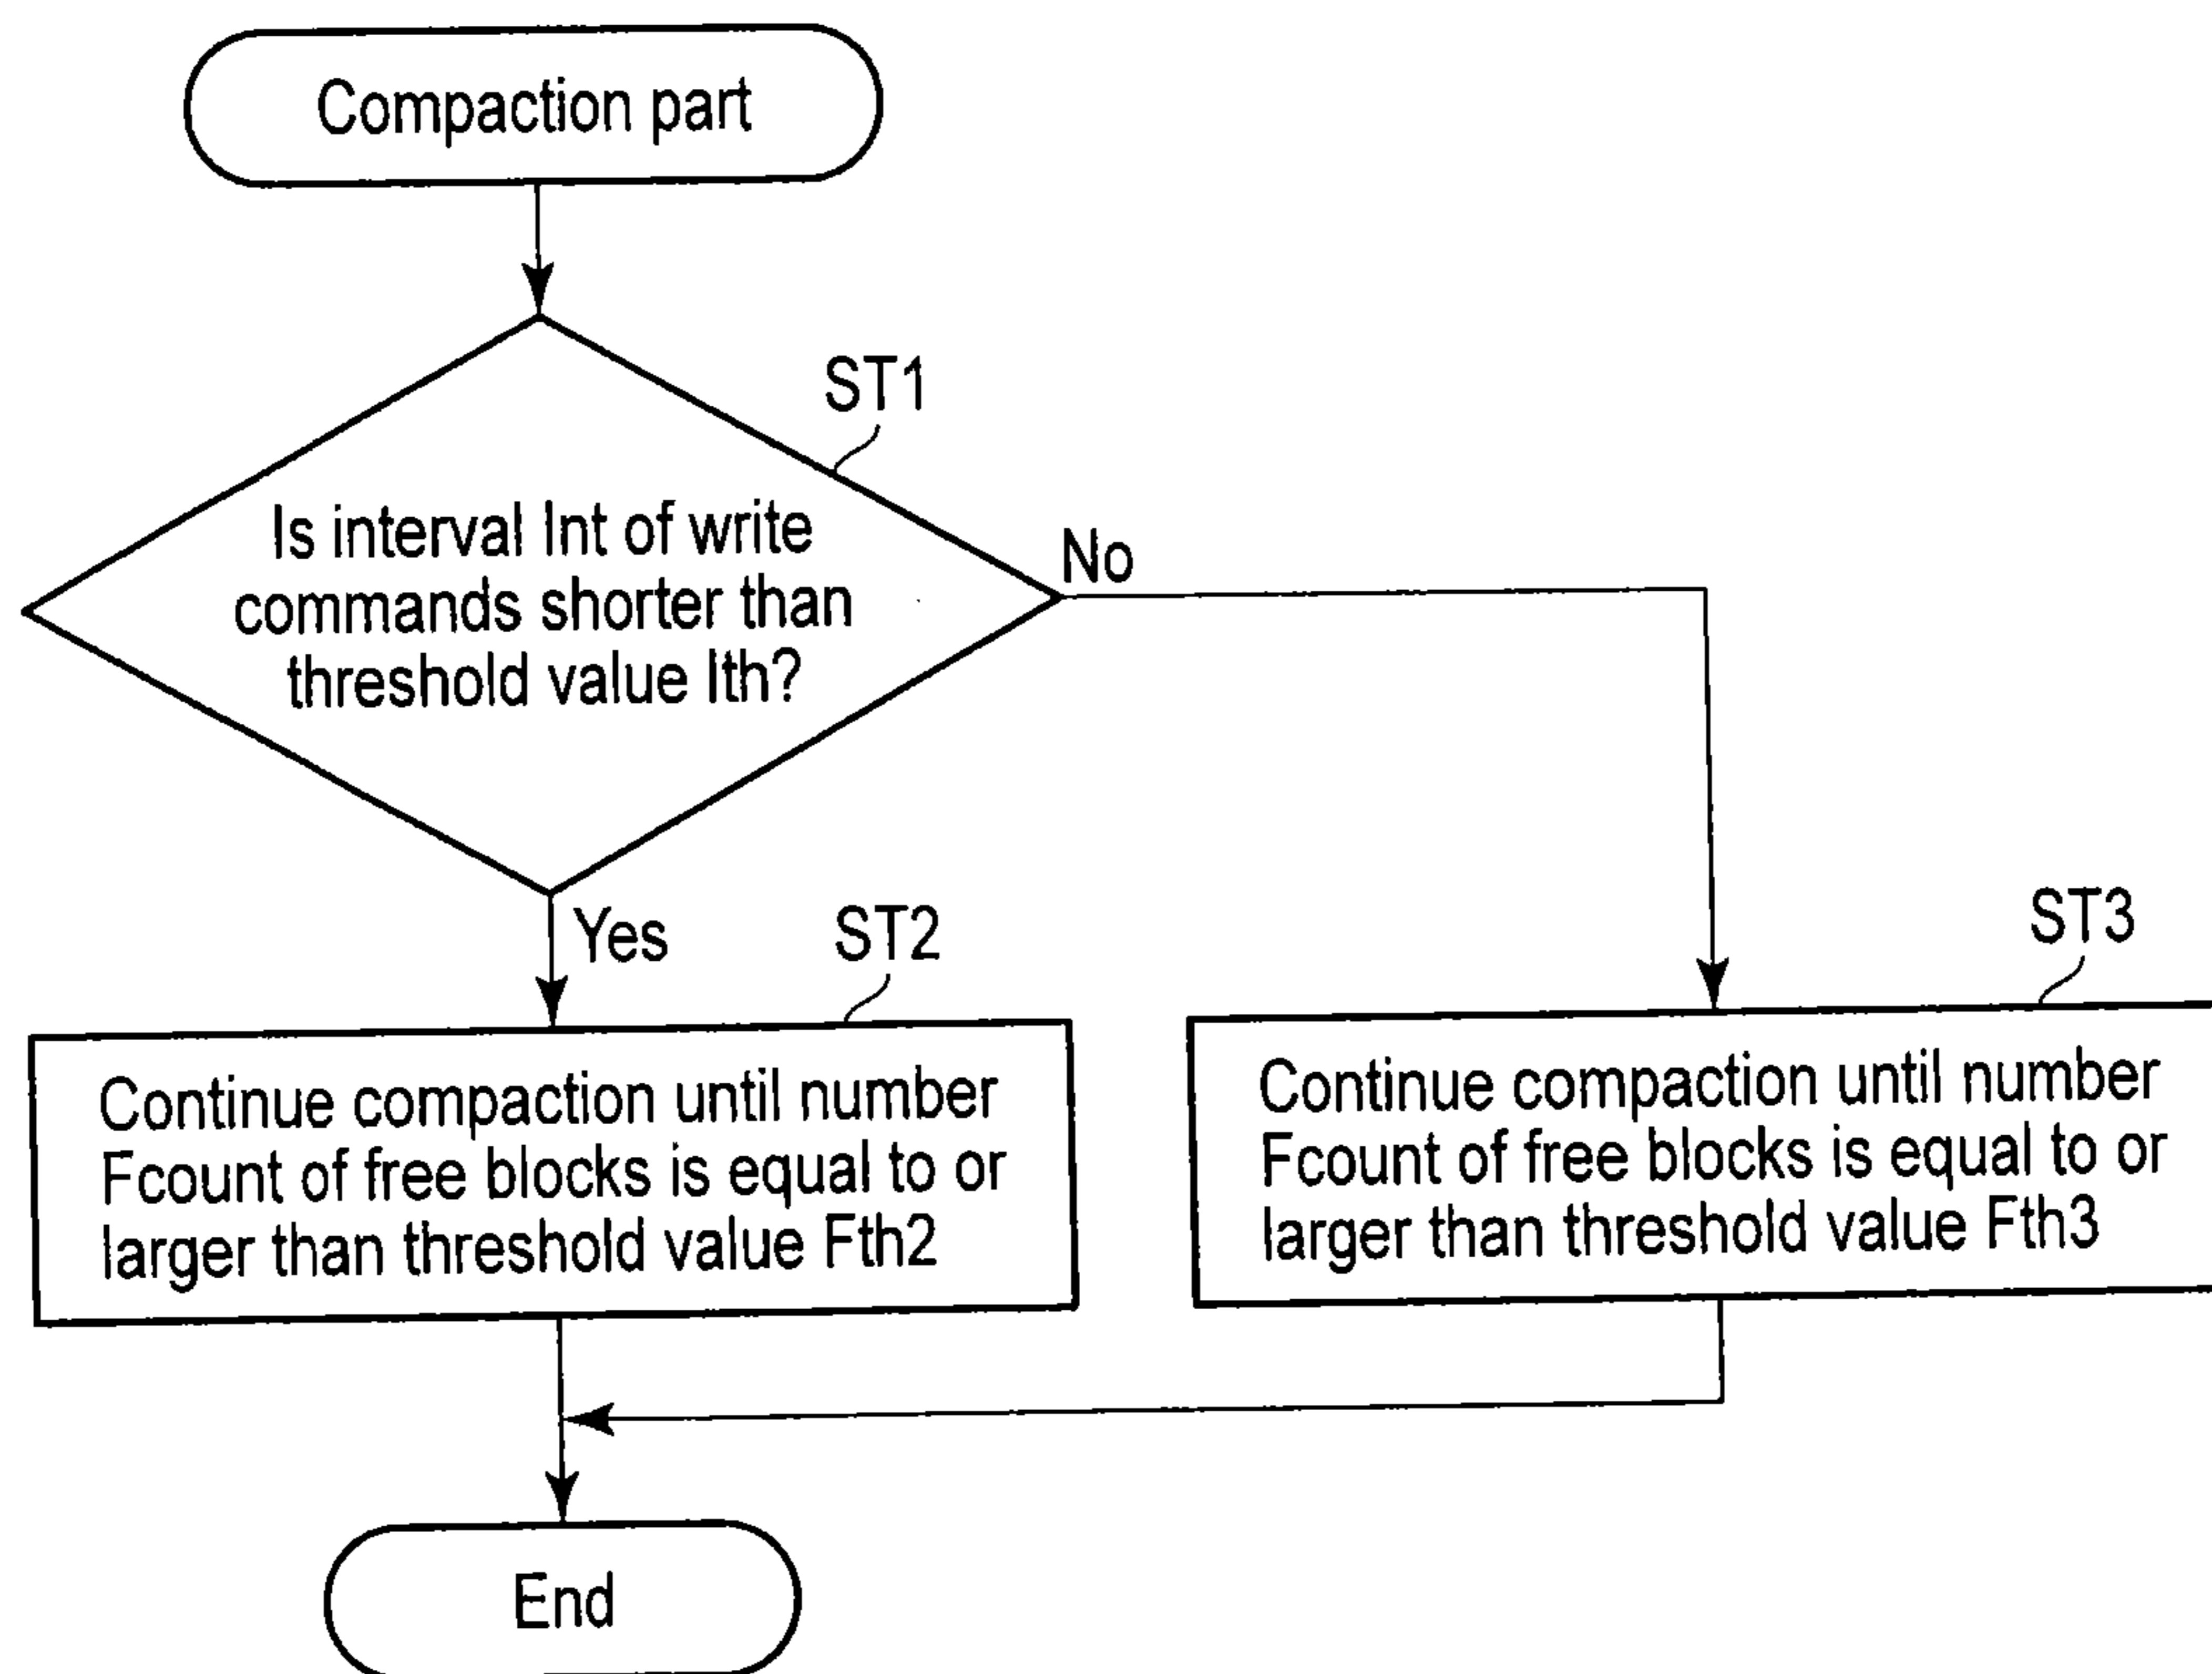 Compaction part
ST1
Is interval Int of write
commands shorter than
threshold value Ith?
No
Yes
ST2
Continue compaction until number
Fcount of free blocks is equal to or
larger than threshold value Fth2
ST3
Continue compaction until number
Fcount of free blocks is equal to or
larger than threshold value Fth3
End